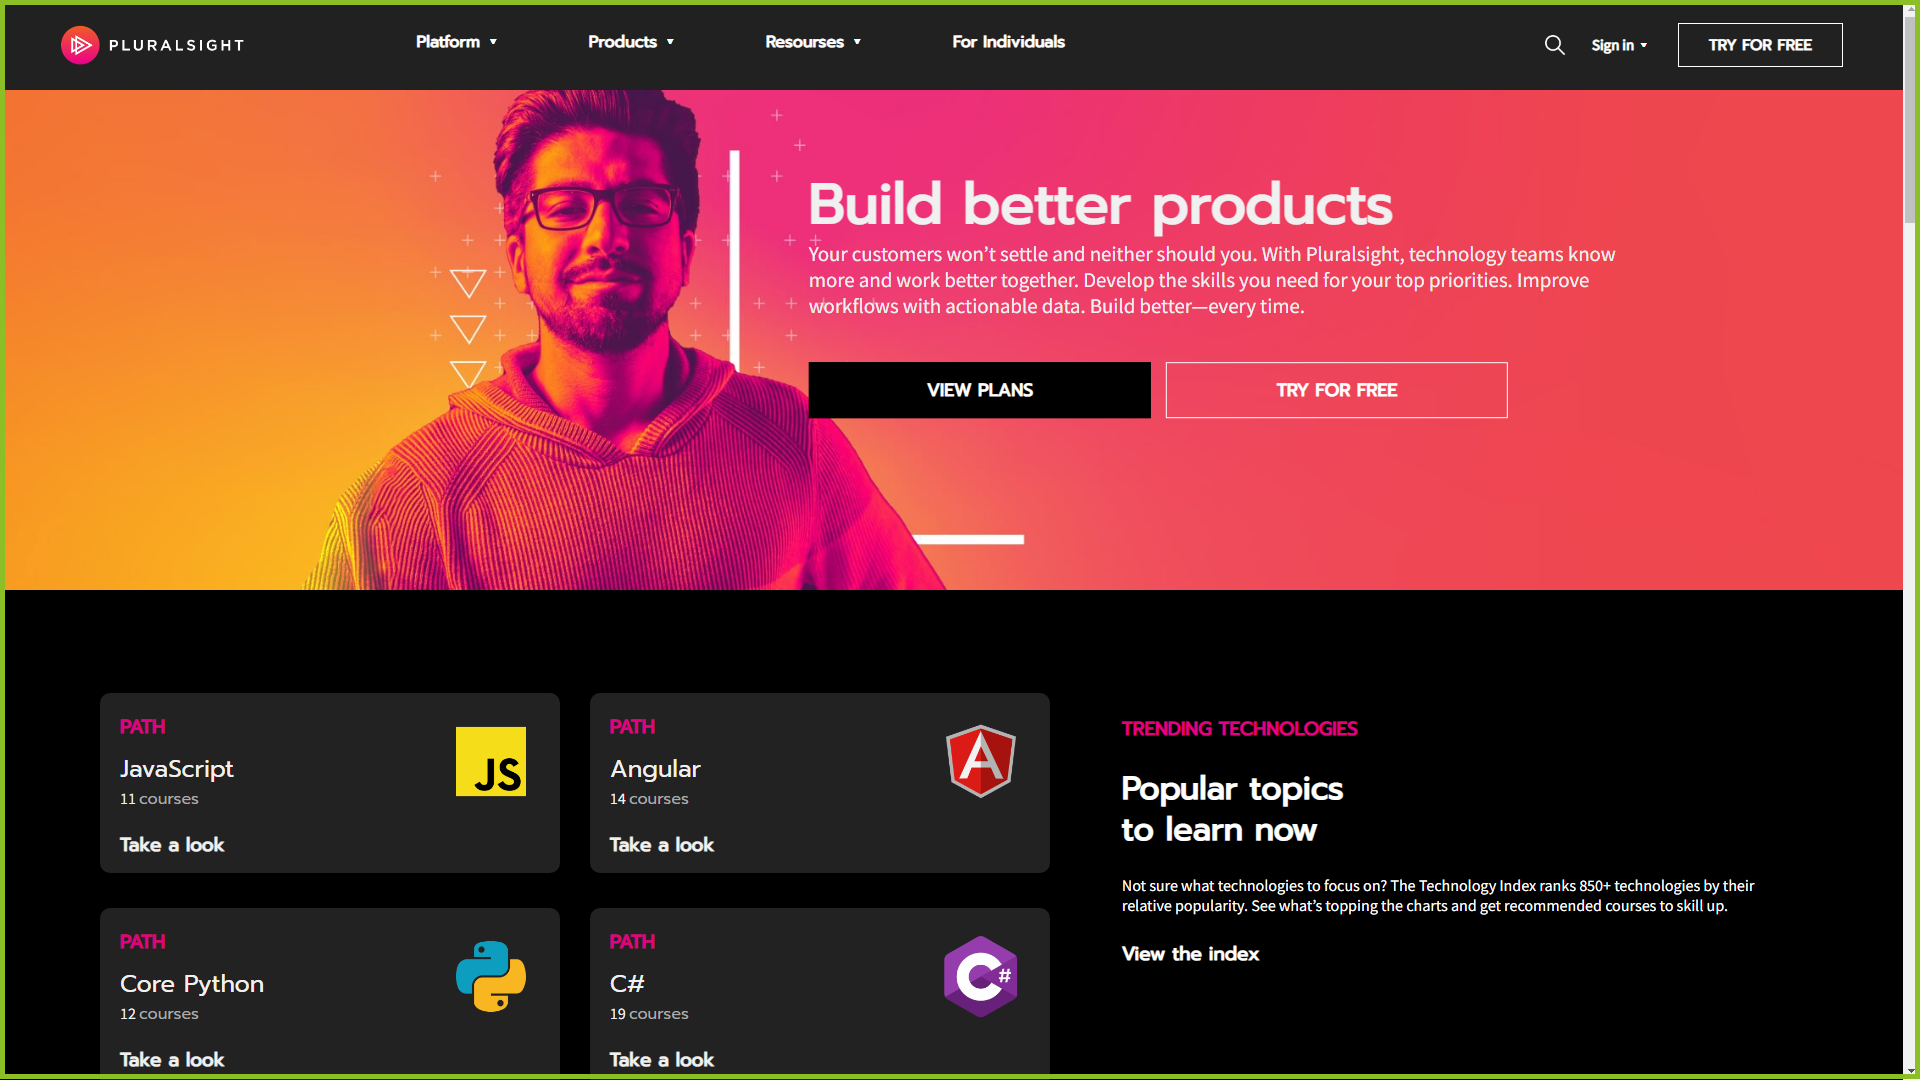 PLURALSIGHT
Platform
Products
Resourses
For Individuals
Sign in
TRY FOR FREE
Build better products
Your customers won’t settle and neither should you. With Pluralsight, technology teams know
more and work better together. Develop the skills you need for your top priorities. Improve
workflows with actionable data. Build better—every time.
VIEW PLANS
TRY FOR FREE
PATH
JavaScript
11 courses
Take a look
JS
PATH
Angular
14 courses
Take a look
A
PATH
Core Python
12 courses
Take a look
PATH
C#
19 courses
Take a look
C#
TRENDING TECHNOLOGIES
Popular topics
to learn now
Not sure what technologies to focus on? The Technology Index ranks 850+ technologies by their
relative popularity. See what’s topping the charts and get recommended courses to skill up.
View the index